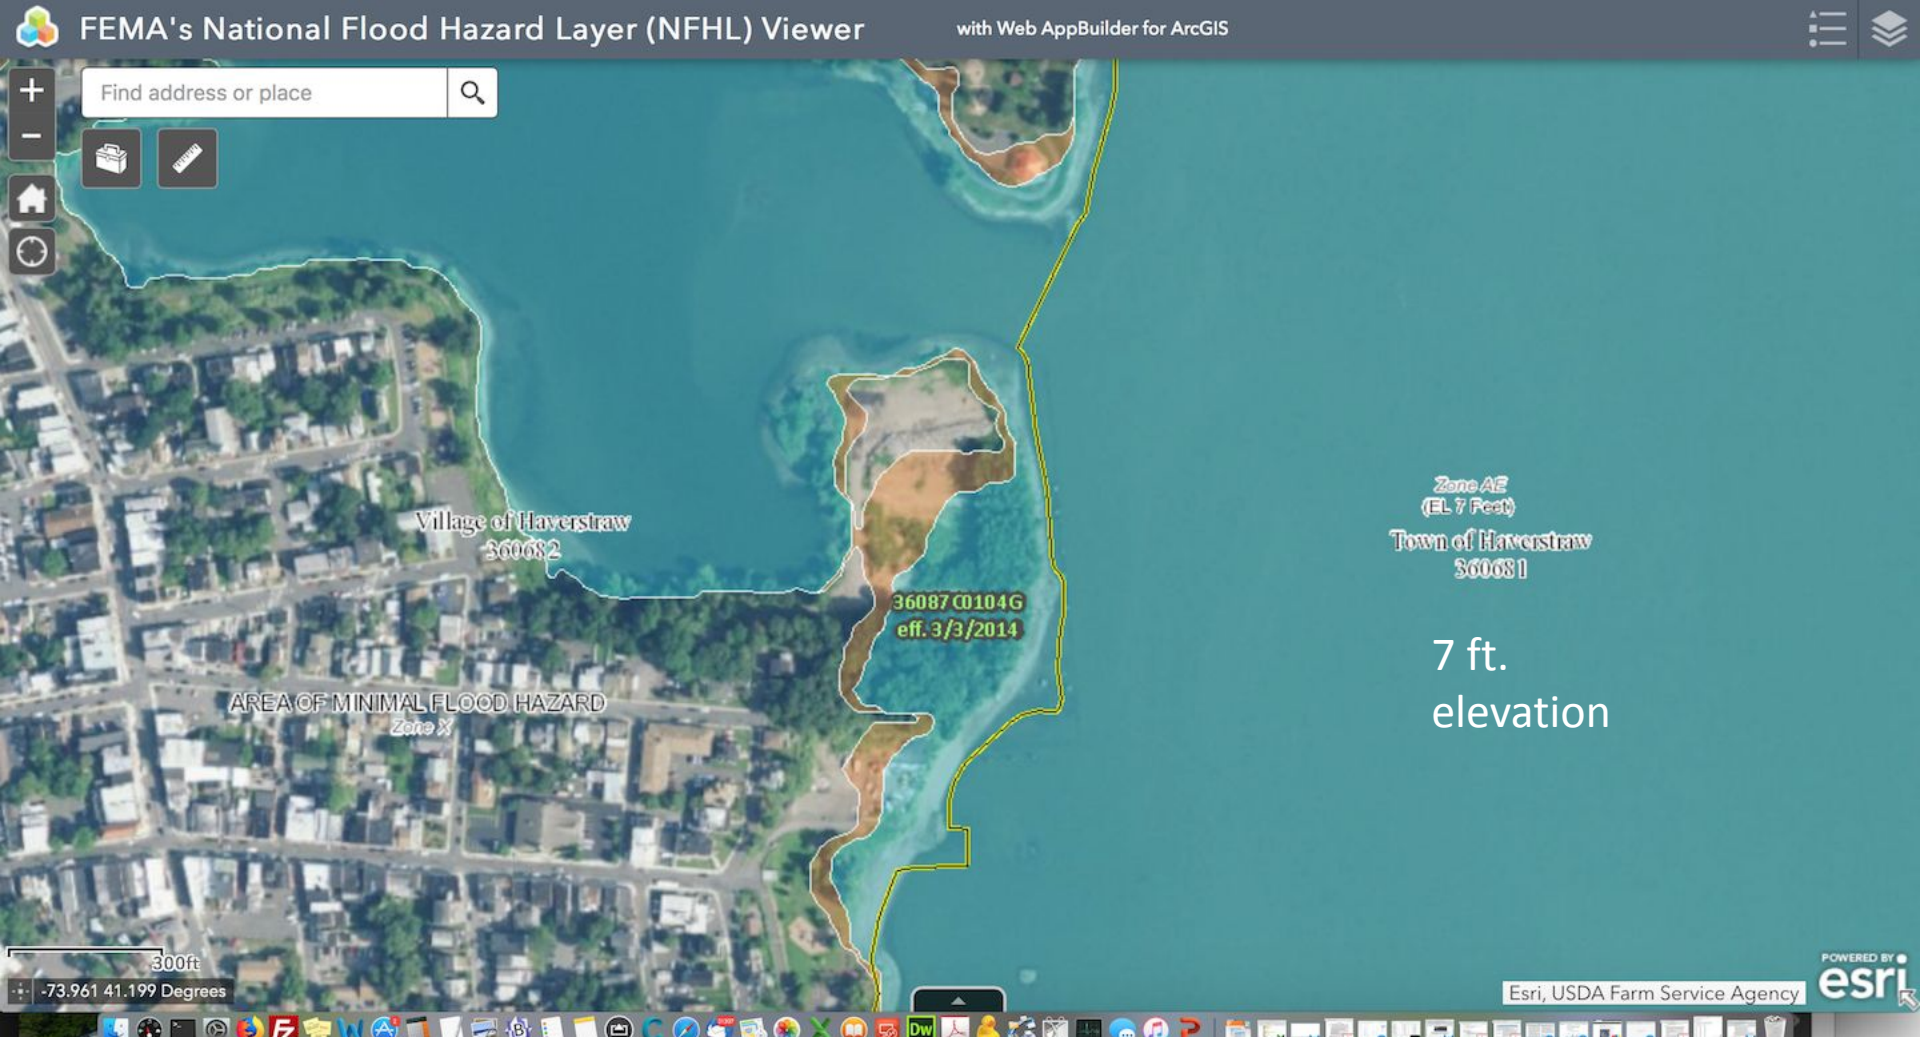 FEMA's National Flood Hazard Layer (NFHL) Viewer
with Web AppBuilder for ArcGIS
Find address or place
Village of Haverstraw
360682
Zone AE
(EL 7 Feet)
Town of Haverstraw
360681
36087C0104G
eff. 3/3/2014
7 ft.
elevation
AREA OF MINIMAL FLOOD HAZARD
Zone X
300ft
-73.961 41.199 Degrees
Esri, USDA Farm Service Agency
POWERED BY
esri
Dw